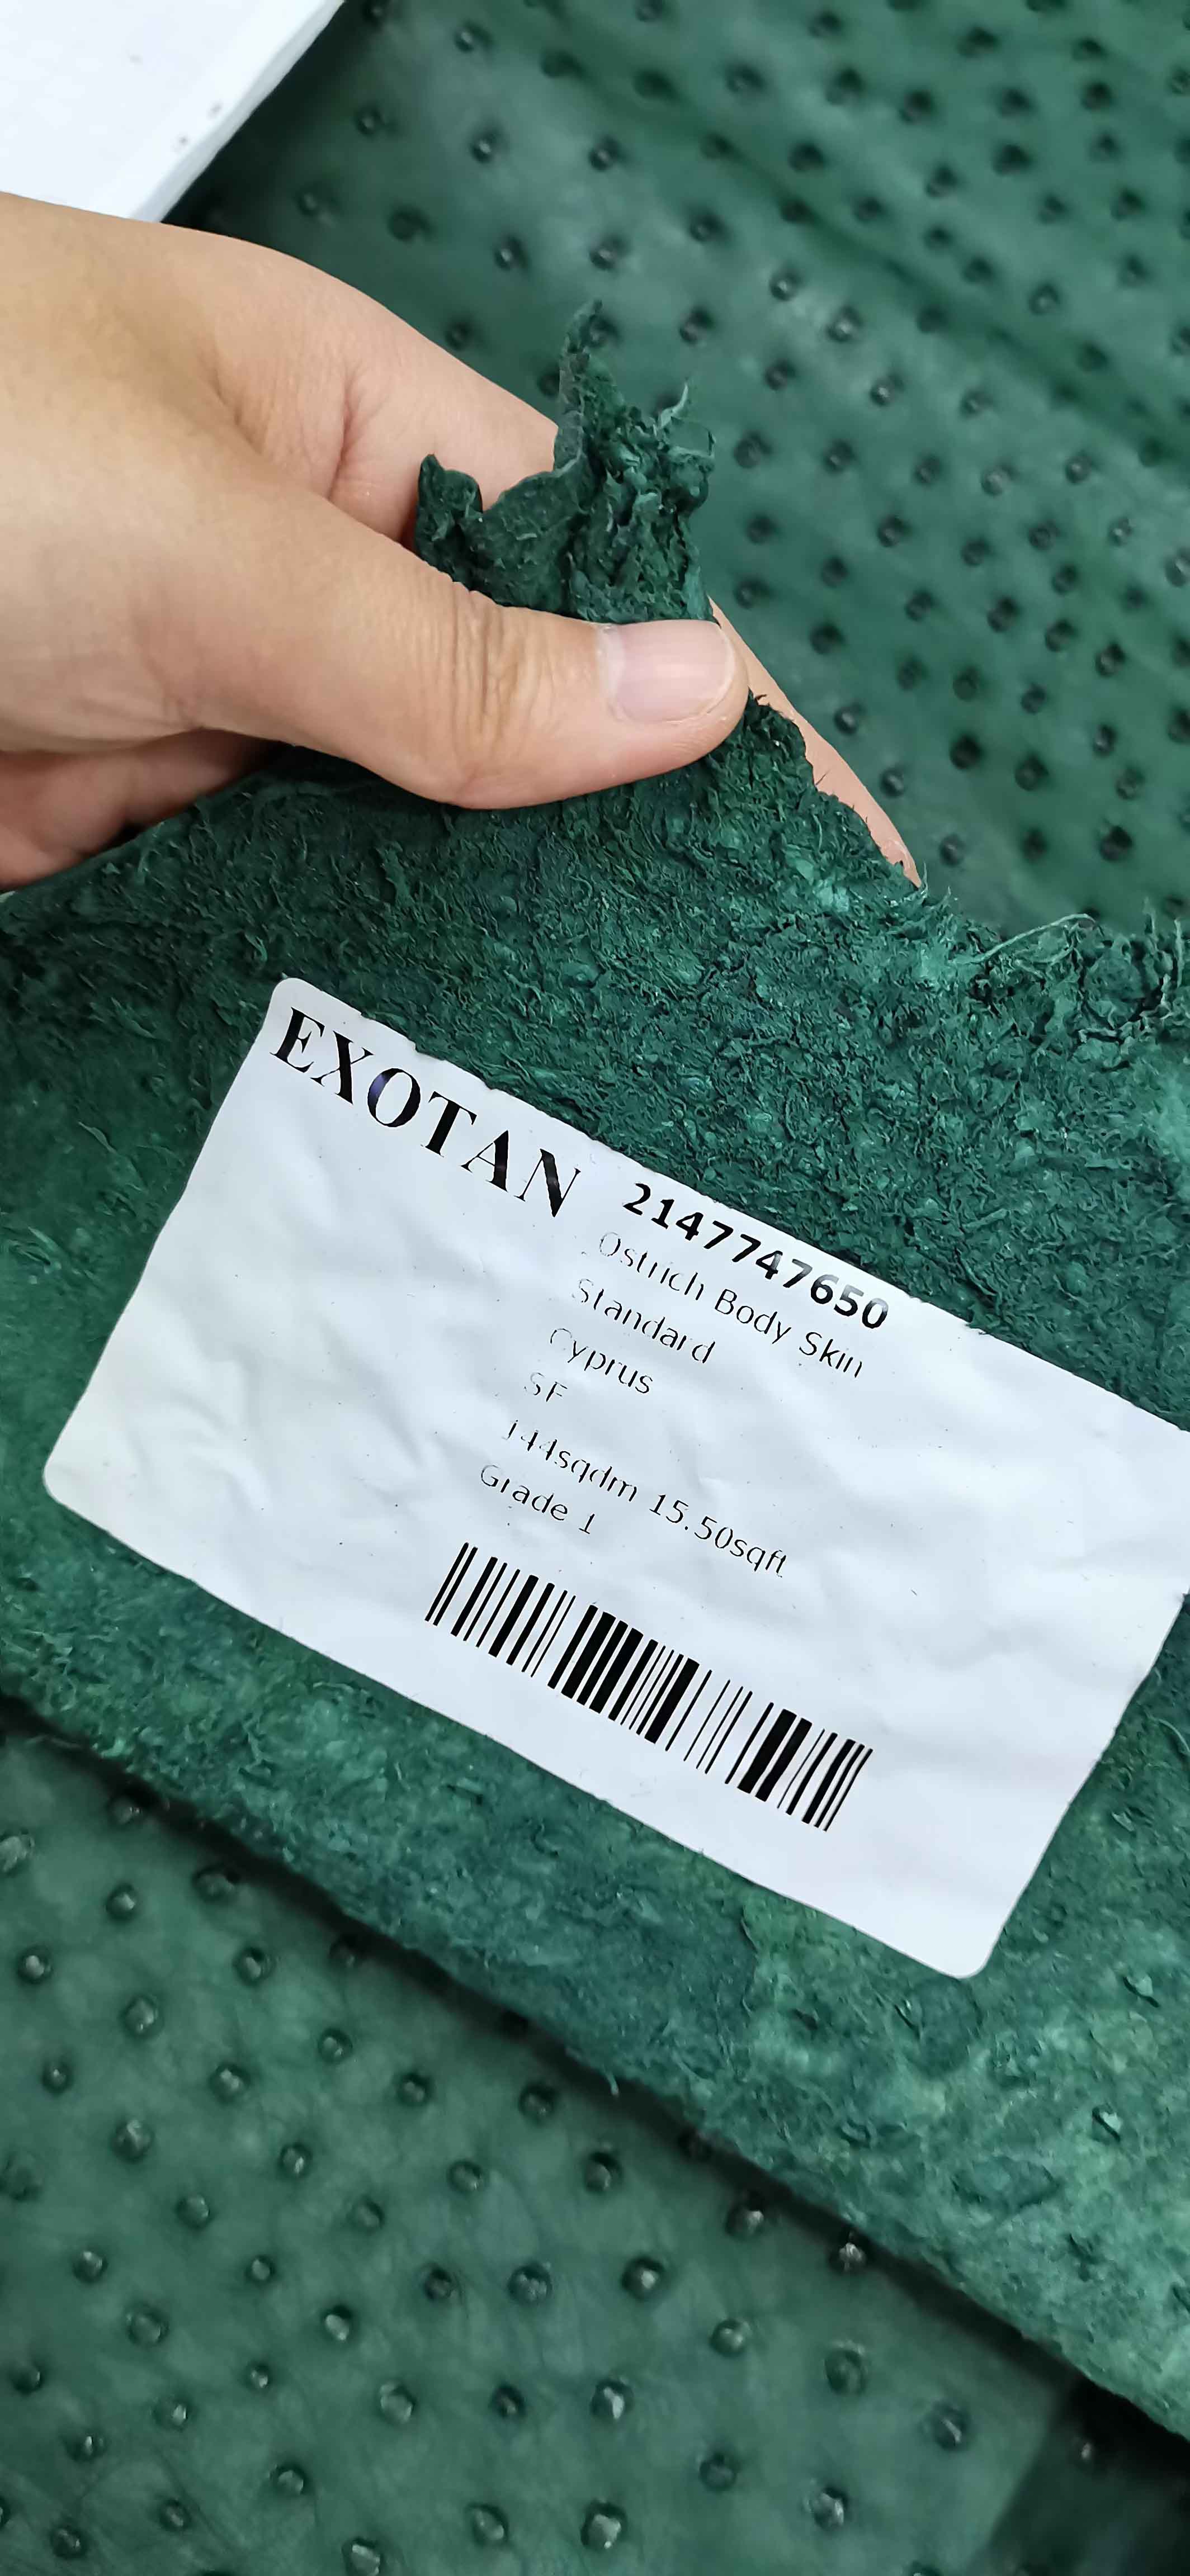 EXOTAN
2147747650
Ostrich Body Skin
Standard
Cyprus
SF
144sqdm 15.50sqft
Grade 1